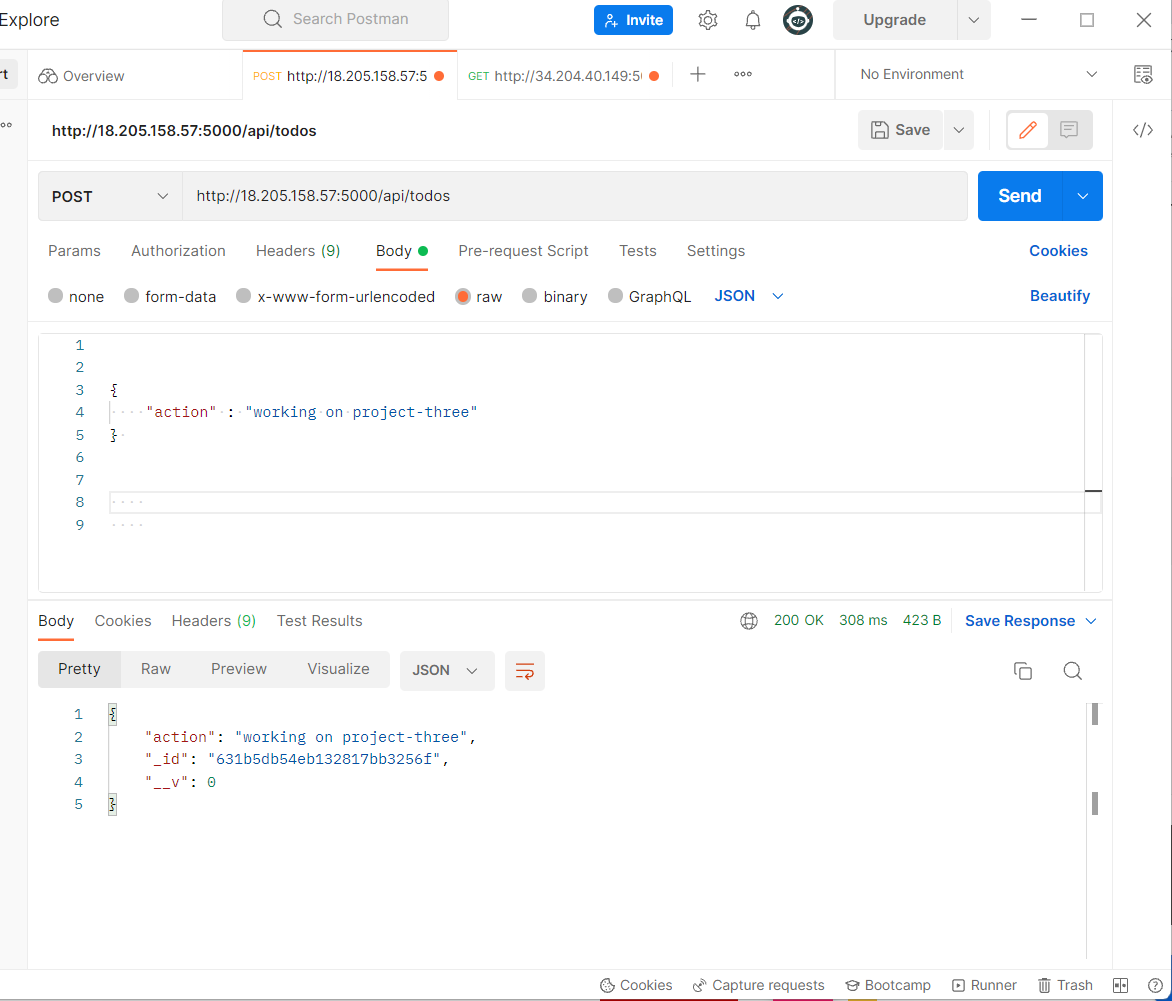 Explore
Search Postman
Invite
Upgrade
rt
Overview
POST http://18.205.158.57:5
GET http://34.204.40.149:5
No Environment
http://18.205.158.57:5000/api/todos
Save
</>
POST
http://18.205.158.57:5000/api/todos
Send
Params Authorization Headers (9) Body Pre-request Script Tests Settings Cookies
none form-data x-www-form-urlencoded raw binary GraphQL JSON Beautify
1
2
3 {
4 "action" : "working on project-three"
5 }
6
7
8
9
Body Cookies Headers (9) Test Results 200 OK 308 ms 423 B Save Response
Pretty Raw Preview Visualize JSON
1 {
2 "action": "working on project-three",
3 "_id": "631b5db54eb132817bb3256f",
4 "__v": 0
5 }
Cookies Capture requests Bootcamp Runner Trash